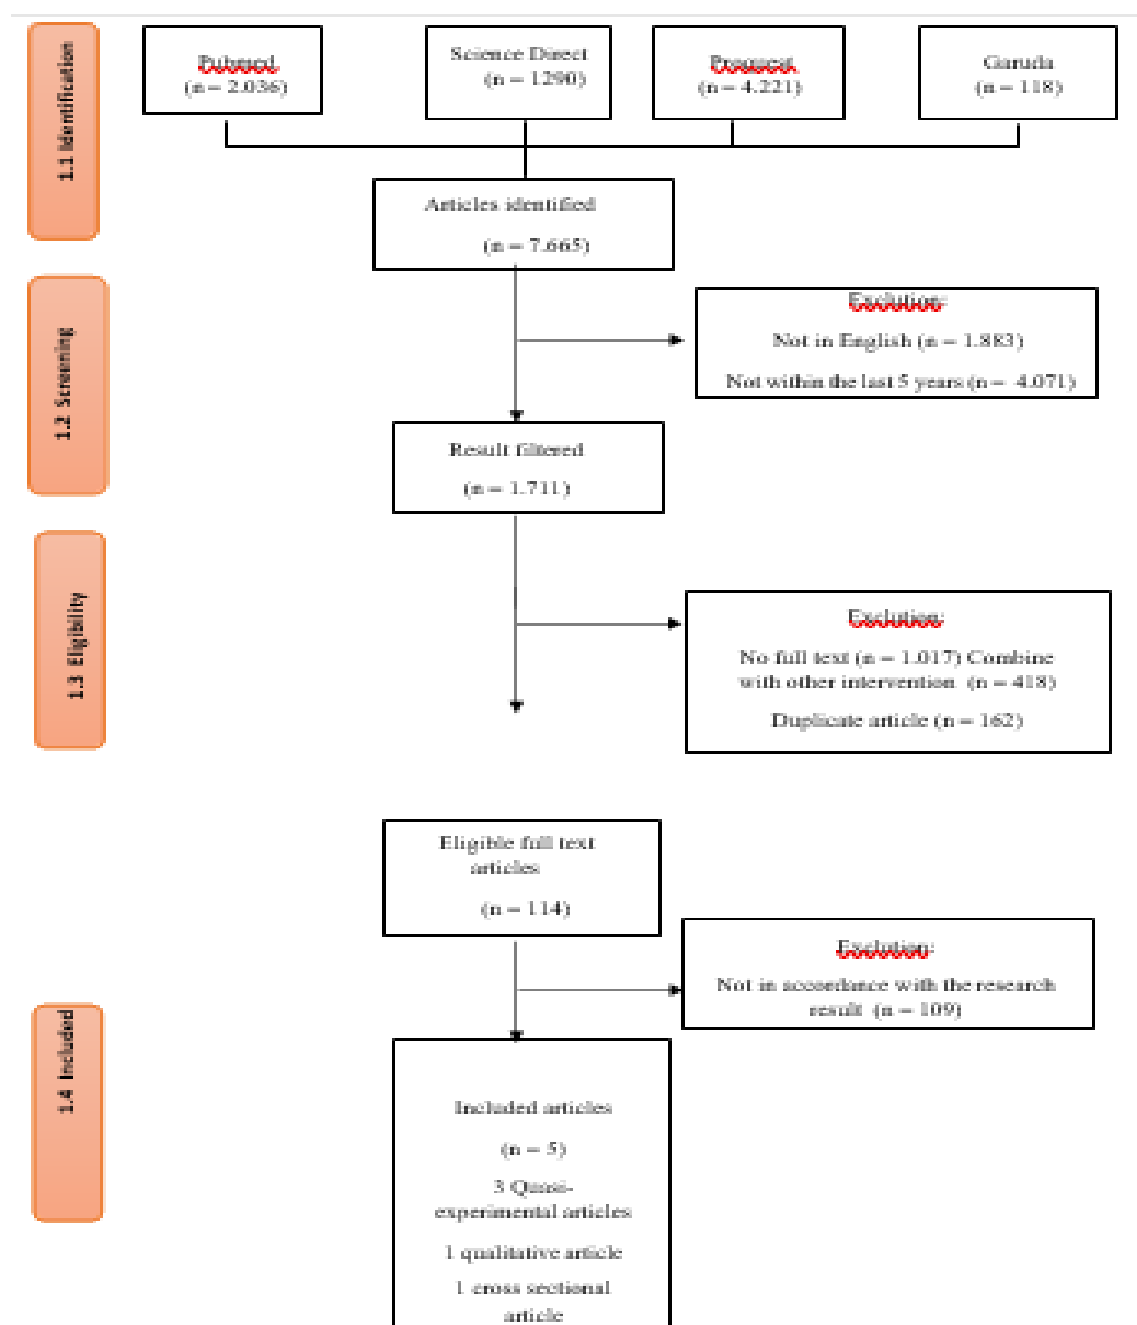 1.1 Identification
Pubmed
(n = 2.036)
Science Direct
(n = 1290)
Proquest
(n = 4.221)
Garuda
(n = 118)
Articles identified
(n = 7.665)
1.2 Screening
Exclution:
Not in English (n = 1.883)
Not within the last 5 years (n = 4.071)
Result filtered
(n = 1.711)
1.3 Eligibility
Exclution:
No full text (n = 1.017) Combine
with other intervention (n = 418)
Duplicate article (n = 162)
Eligible full text
articles
(n = 114)
Exclution:
Not in accordance with the research
result (n = 109)
1.4 Included
Included articles
(n = 5)
3 Quasi-
experimental articles
1 qualitative article
1 cross sectional
article